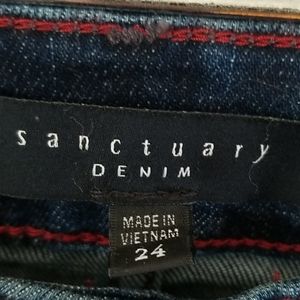 sanctuary
DENIM
MADE IN
VIETNAM
24